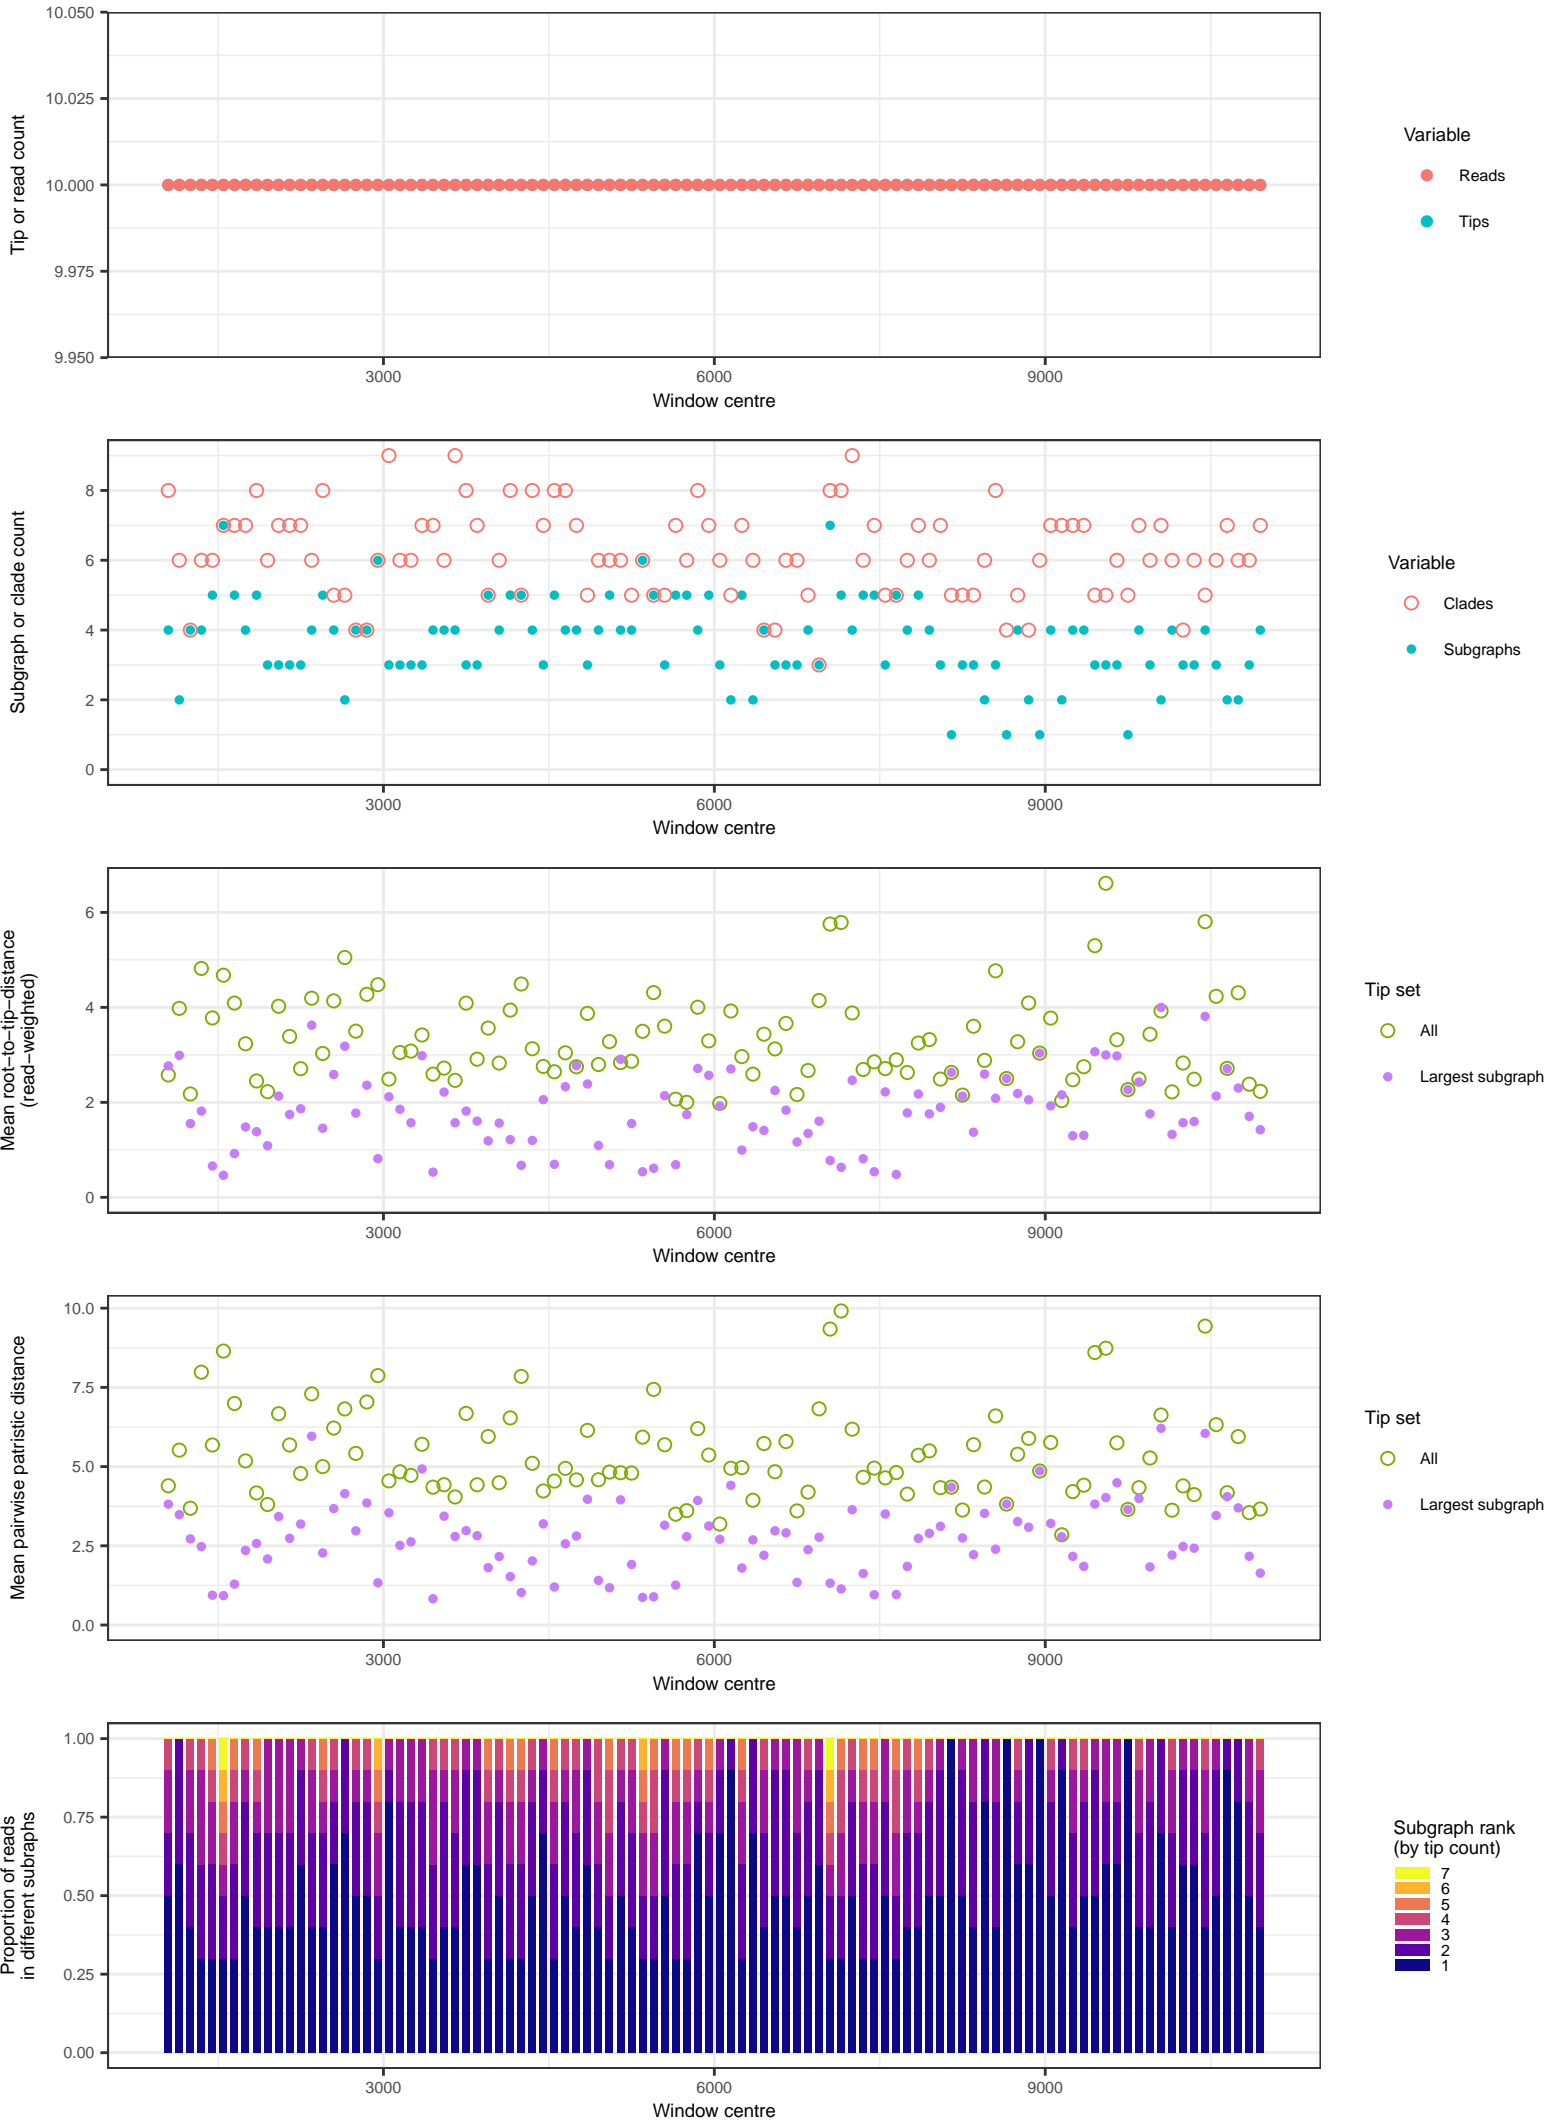 10.050
10.025
10.000
9.975
9.950
Tip or read count
3000 6000 9000
Window centre
Variable
Reads
Tips
8
6
4
2
0
Subgraph or clade count
3000 6000 9000
Window centre
Variable
Clades
Subgraphs
6
4
2
0
Mean root−to−tip−distance
(read−weighted)
3000 6000 9000
Window centre
Tip set
All
Largest subgraph
10.0
7.5
5.0
2.5
0.0
Mean pairwise patristic distance
3000 6000 9000
Window centre
Tip set
All
Largest subgraph
1.00
0.75
0.50
0.25
0.00
Proportion of reads
in different subraphs
3000 6000 9000
Window centre
Subgraph rank
(by tip count)
7
6
5
4
3
2
1